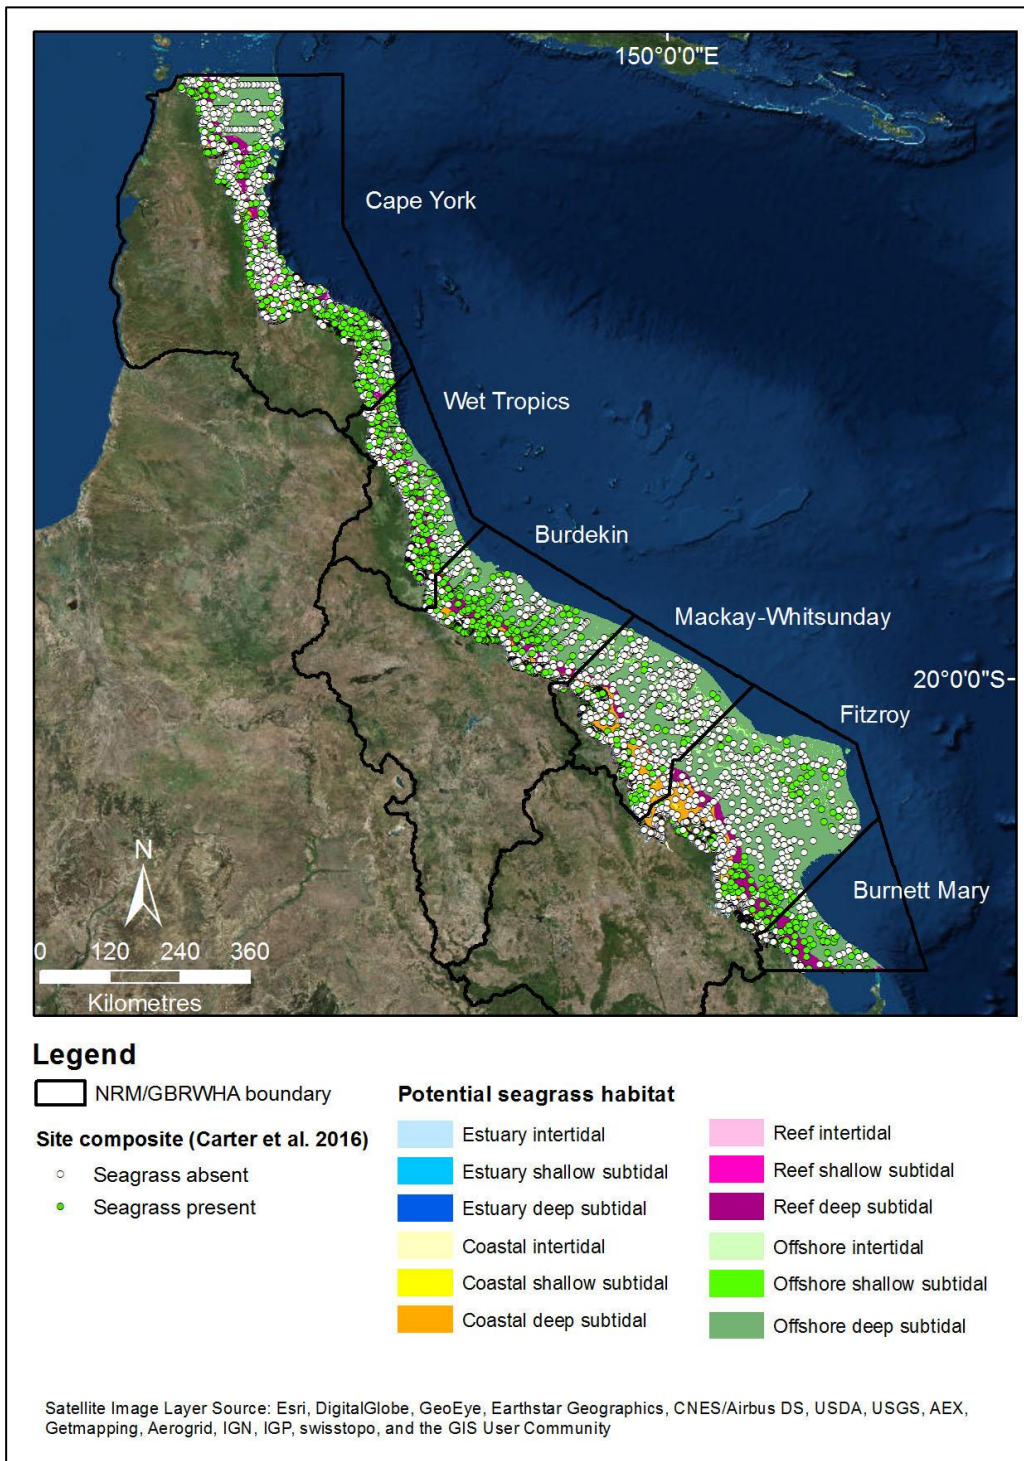 150°0'0"E
Cape York
Wet Tropics
Burdekin
Mackay-Whitsunday
20°0'0"S
Fitzroy
Burnett Mary
N
0 120 240 360
Kilometres
Legend
NRM/GBRWHA boundary
Site composite (Carter et al. 2016)
Seagrass absent
Seagrass present
Potential seagrass habitat
Estuary intertidal
Estuary shallow subtidal
Estuary deep subtidal
Coastal intertidal
Coastal shallow subtidal
Coastal deep subtidal
Reef intertidal
Reef shallow subtidal
Reef deep subtidal
Offshore intertidal
Offshore shallow subtidal
Offshore deep subtidal
Satellite Image Layer Source: Esri, DigitalGlobe, GeoEye, Earthstar Geographics, CNES/Airbus DS, USDA, USGS, AEX,
Getmapping, Aerogrid, IGN, IGP, swisstopo, and the GIS User Community